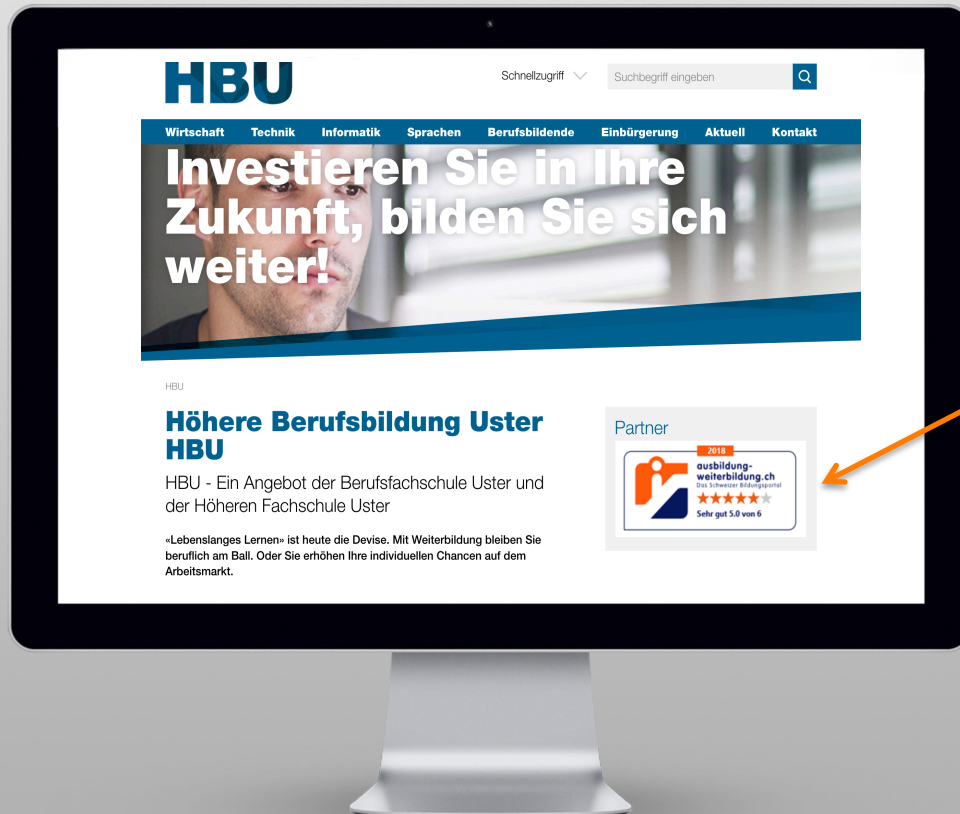 HBU
Schnellzugriff
Suchbegriff eingeben
Wirtschaft Technik Informatik Sprachen Berufsbildende Einbürgerung Aktuell Kontakt
Investieren Sie in Ihre
Zukunft, bilden Sie sich
weiter!
HBU
Höhere Berufsbildung Uster
HBU
HBU - Ein Angebot der Berufsfachschule Uster und
der Höheren Fachschule Uster
«Lebenslanges Lernen» ist heute die Devise. Mit Weiterbildung bleiben Sie
beruflich am Ball. Oder Sie erhöhen Ihre individuellen Chancen auf dem
Arbeitsmarkt.
Partner
2018
ausbildung-
weiterbildung.ch
Das Schweizer Bildungsportal
Sehr gut 5.0 von 6